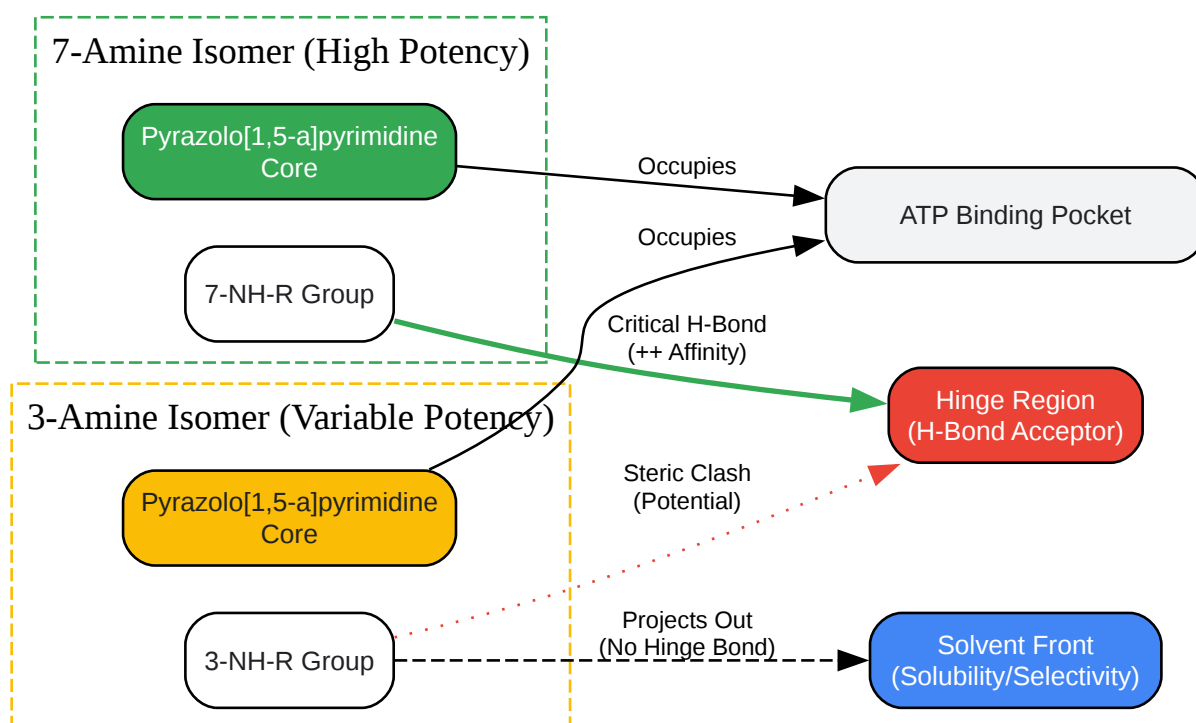 7-Amine Isomer (High Potency)
Pyrazolo[1,5-a]pyrimidine
Core
7-NH-R Group
Occupies
Occupies
ATP Binding Pocket
Critical H-Bond
(++ Affinity)
Hinge Region
(H-Bond Acceptor)
3-Amine Isomer (Variable Potency)
Pyrazolo[1,5-a]pyrimidine
Core
3-NH-R Group
Steric Clash
(Potential)
Projects Out
(No Hinge Bond)
Solvent Front
(Solubility/Selectivity)